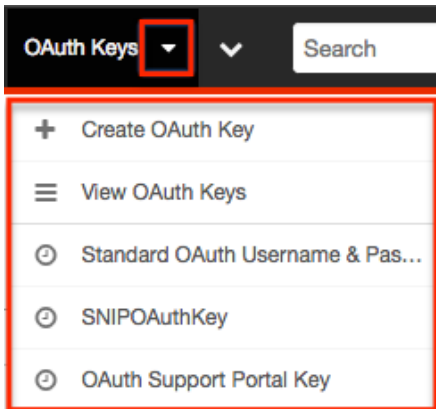 OAuth Keys Search
Create OAuth Key
View OAuth Keys
Standard OAuth Username & Pas...
SNIPOAuthKey
OAuth Support Portal Key